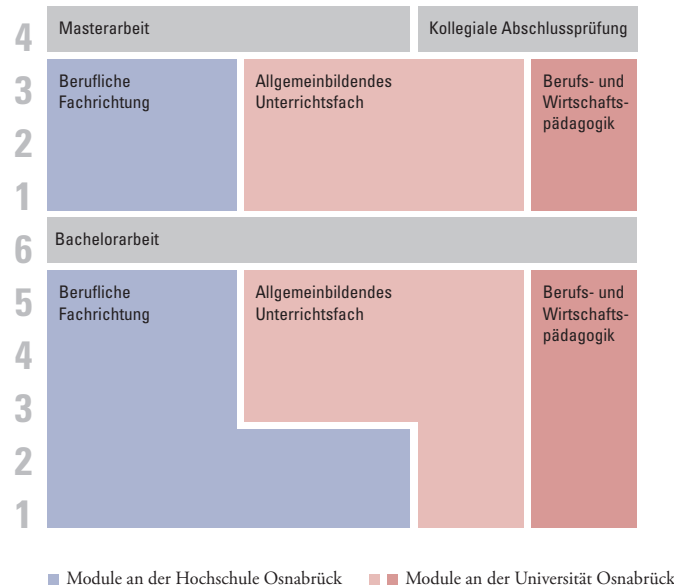 4
Masterarbeit
Kollegiale Abschlussprüfung
3
Berufliche
Fachrichtung
Allgemeinbildendes
Unterrichtsfach
Berufs- und
Wirtschafts-
pädagogik
2
1
6
Bachelorarbeit
5
Berufliche
Fachrichtung
Allgemeinbildendes
Unterrichtsfach
Berufs- und
Wirtschafts-
pädagogik
4
3
2
1
Module an der Hochschule Osnabrück
Module an der Universität Osnabrück